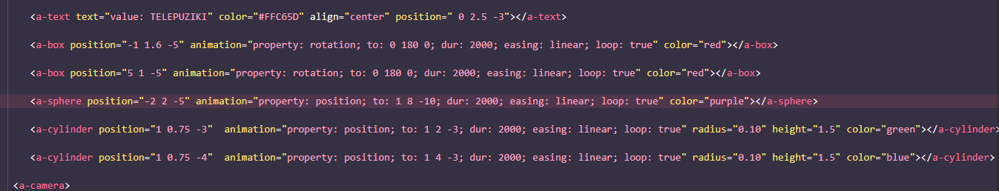 <a-text text="value: TELEPUZIKI" color="#FFC65D" align="center" position=" 0 2.5 -3"></a-text>
<a-box position="-1 1.6 -5" animation="property: rotation; to: 0 180 0; dur: 2000; easing: linear; loop: true" color="red"></a-box>
<a-box position="5 1 -5" animation="property: rotation; to: 0 180 0; dur: 2000; easing: linear; loop: true" color="red"></a-box>
<a-sphere position="-2 2 -5" animation="property: position; to: 1 8 -10; dur: 2000; easing: linear; loop: true" color="purple"></a-sphere>
<a-cylinder position="1 0.75 -3"  animation="property: position; to: 1 2 -3; dur: 2000; easing: linear; loop: true" radius="0.10" height="1.5" color="green"></a-cylinder>
<a-cylinder position="1 0.75 -4"  animation="property: position; to: 1 4 -3; dur: 2000; easing: linear; loop: true" radius="0.10" height="1.5" color="blue"></a-cylinder>
<a-camera>